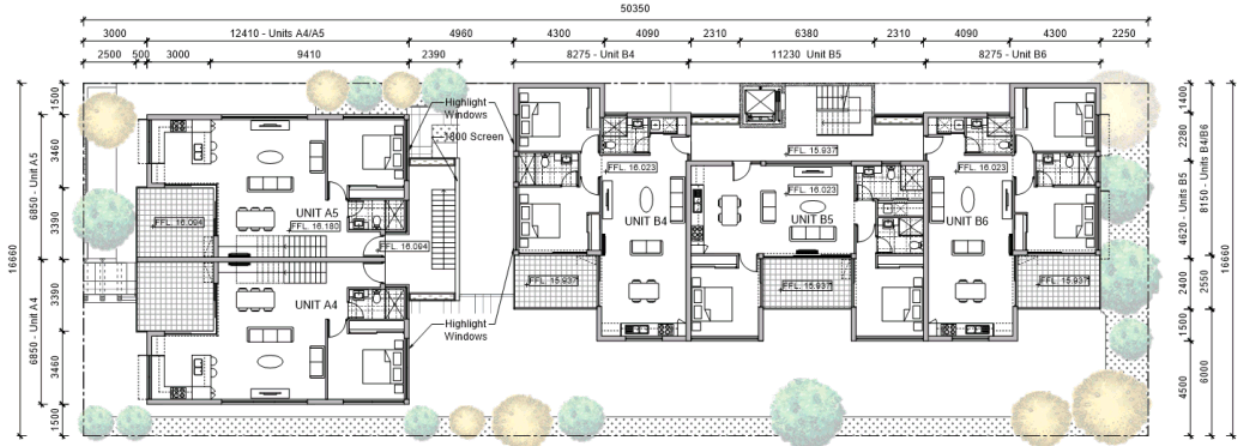 50350
3000
12410 - Units A4/A5
4960
4300
4090
2310
6380
2310
4090
4300
2250
2500
500
3000
9410
2390
8275 - Unit B4
11230 Unit B5
8275 - Unit B6
16660
6850 - Unit A5
6850 - Unit A4
1500
3460
3390
3390
3460
1500
Highlight
Windows
1800 Screen
FFL. 16.094
UNIT A5
FFL. 16.180
FFL. 16.094
UNIT A4
Highlight
Windows
FFL. 15.937
FFL. 16.023
FFL. 16.023
FFL. 16.023
UNIT B4
UNIT B5
UNIT B6
FFL. 15.937
FFL. 15.937
FFL. 15.937
1400
2280
4620 - Units B5
2400
1500
4500
8150 - Units B4/B6
2550
6000
16660